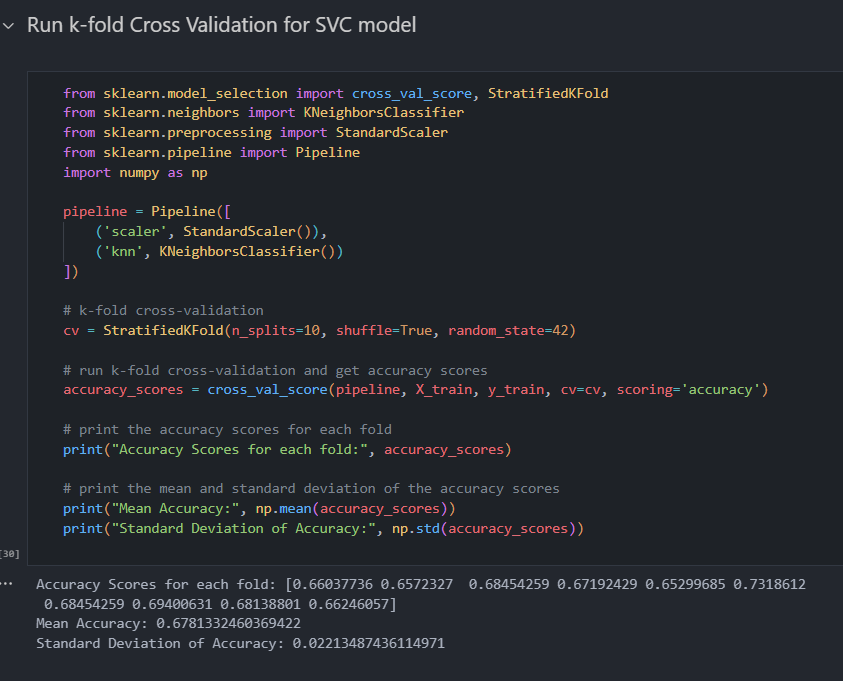 Run k-fold Cross Validation for SVC model
from sklearn.model_selection import cross_val_score, StratifiedKFold
from sklearn.neighbors import KNeighborsClassifier
from sklearn.preprocessing import StandardScaler
from sklearn.pipeline import Pipeline
import numpy as np
pipeline = Pipeline([
    ('scaler', StandardScaler()),
    ('knn', KNeighborsClassifier())
])
# k-fold cross-validation
cv = StratifiedKFold(n_splits=10, shuffle=True, random_state=42)
# run k-fold cross-validation and get accuracy scores
accuracy_scores = cross_val_score(pipeline, X_train, y_train, cv=cv, scoring='accuracy')
# print the accuracy scores for each fold
print("Accuracy Scores for each fold:", accuracy_scores)
# print the mean and standard deviation of the accuracy scores
print("Mean Accuracy:", np.mean(accuracy_scores))
print("Standard Deviation of Accuracy:", np.std(accuracy_scores))
[30]
... Accuracy Scores for each fold: [0.66037736 0.6572327  0.68454259 0.67192429 0.65299685 0.7318612
 0.68454259 0.69400631 0.68138801 0.66246057]
Mean Accuracy: 0.6781332460369422
Standard Deviation of Accuracy: 0.02213487436114971